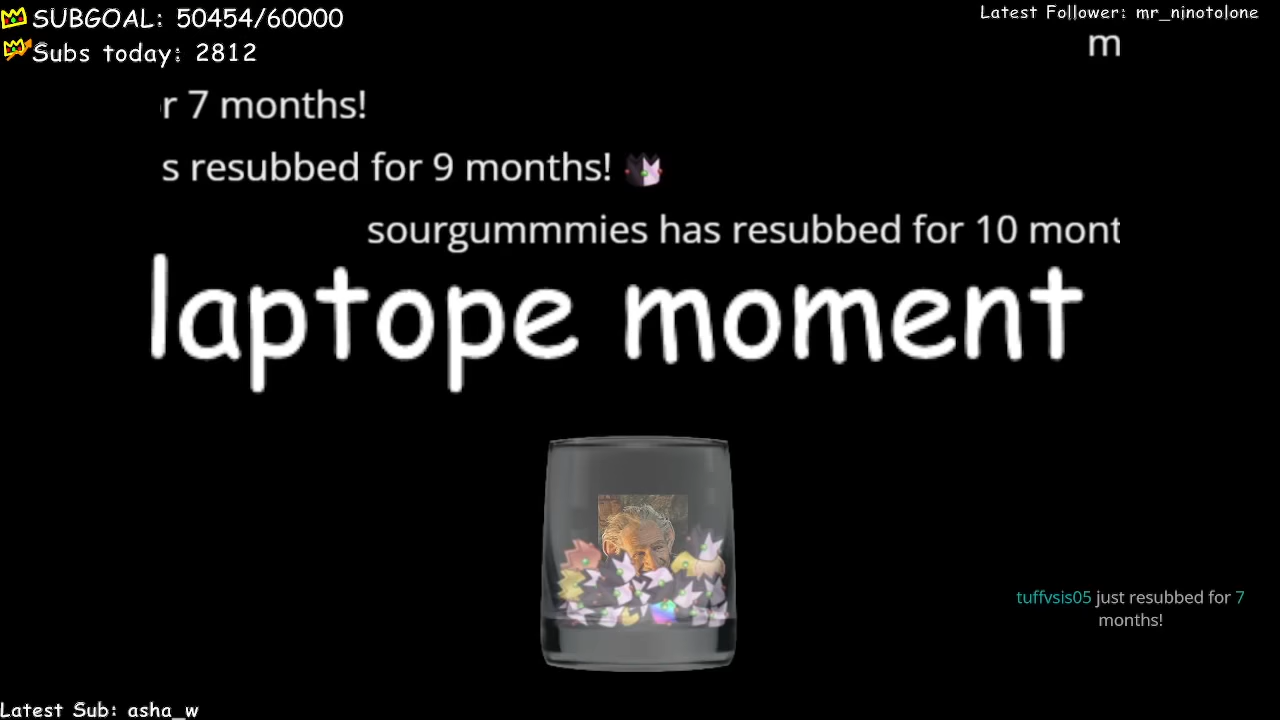 SUBGOAL: 50454/60000
Latest Follower: mr_njnotolone
Subs today: 2812
m
r 7 months!
s resubbed for 9 months!
sourgummmies has resubbed for 10 mont
laptope moment
tuffvsis05 just resubbed for 7
months!
Latest Sub: asha_w